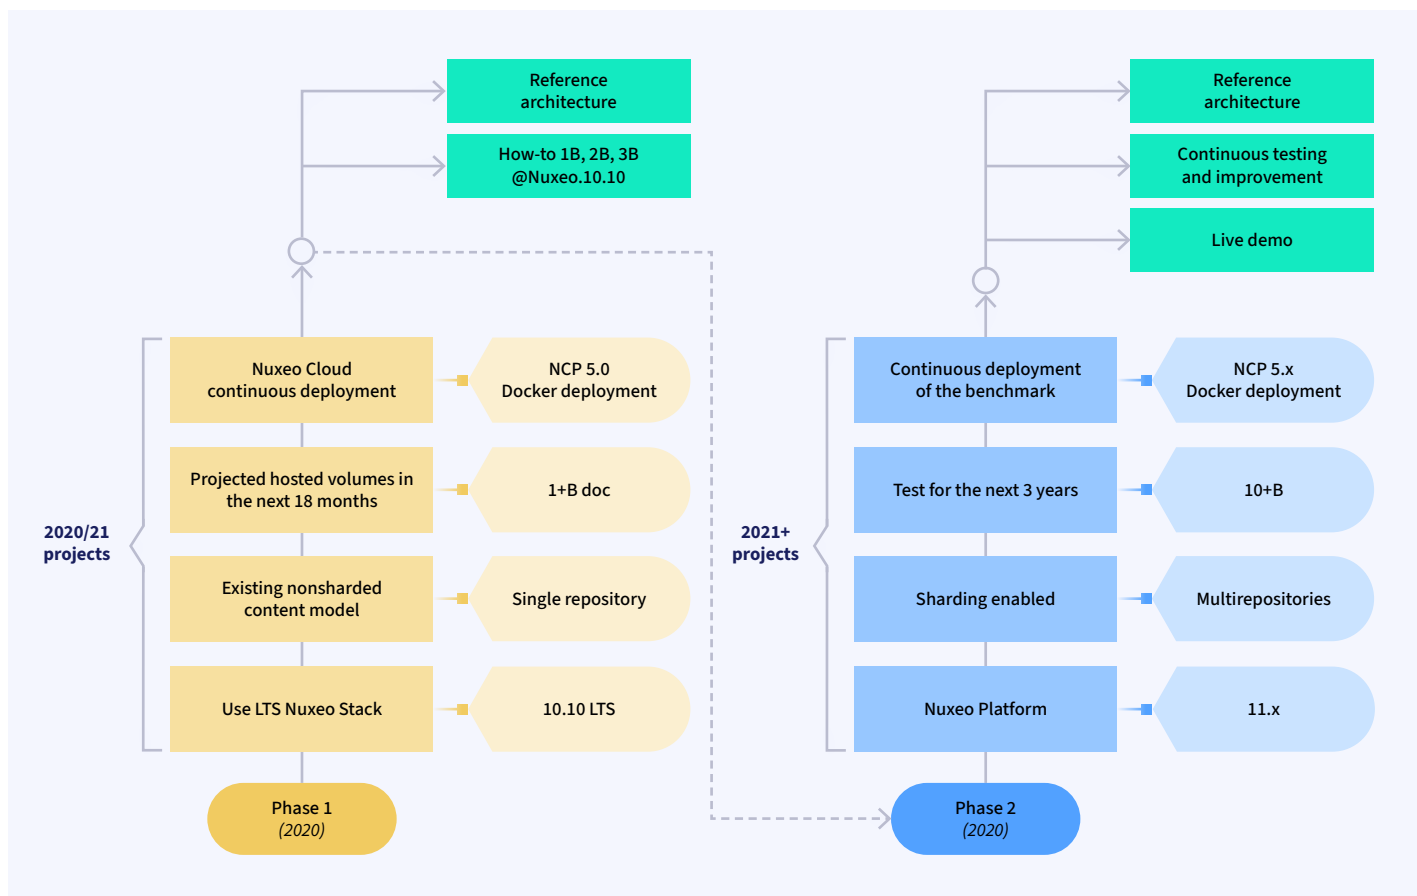 Reference
architecture
How-to 1B, 2B, 3B
@Nuxeo.10.10
Nuxeo Cloud
continuous deployment
NCP 5.0
Docker deployment
Projected hosted volumes in
the next 18 months
1+B doc
2020/21
projects
Existing nonsharded
content model
Single repository
Use LTS Nuxeo Stack
10.10 LTS
Phase 1
(2020)
Reference
architecture
Continuous testing
and improvement
Live demo
Continuous deployment
of the benchmark
NCP 5.x
Docker deployment
Test for the next 3 years
10+B
2021+
projects
Sharding enabled
Multirepositories
Nuxeo Platform
11.x
Phase 2
(2020)